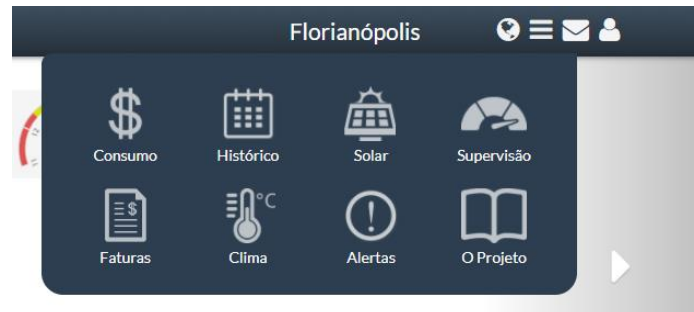 Florianópolis
Consumo Histórico Solar Supervisão
°C
Faturas Clima Alertas O Projeto